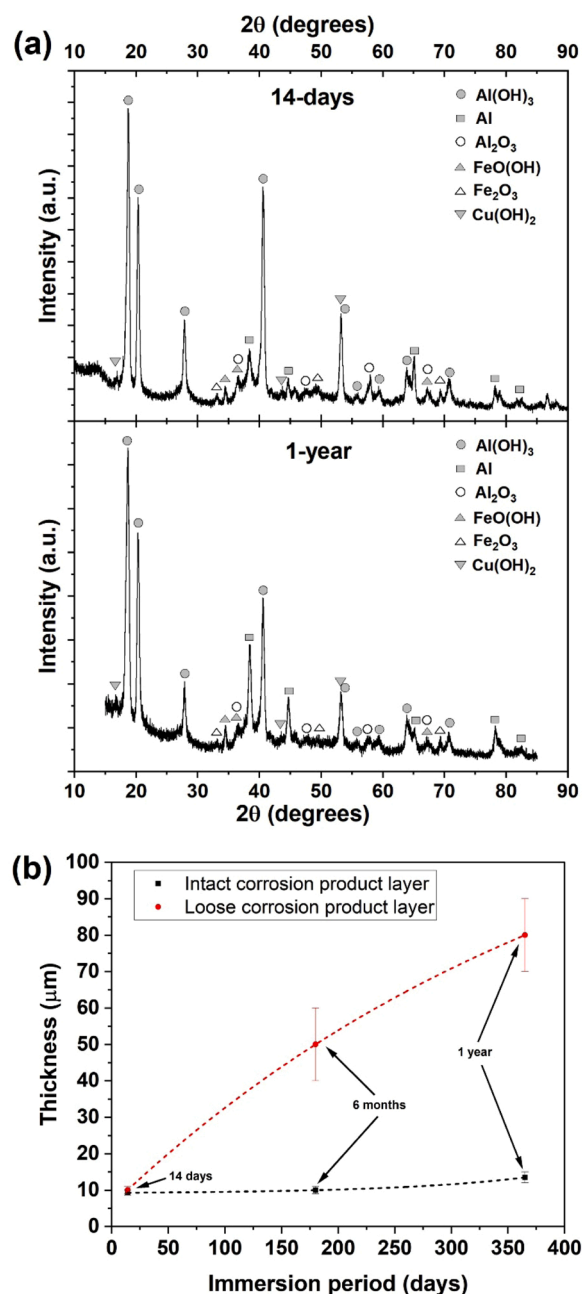 (a)
2θ (degrees)
10 20 30 40 50 60 70 80 90
14-days
Al(OH)₃
Al
Al₂O₃
FeO(OH)
Fe₂O₃
Cu(OH)₂
Intensity (a.u.)
1-year
Al(OH)₃
Al
Al₂O₃
FeO(OH)
Fe₂O₃
Cu(OH)₂
Intensity (a.u.)
10 20 30 40 50 60 70 80 90
2θ (degrees)
(b)
Intact corrosion product layer
Loose corrosion product layer
100
90
80
70
60
50
40
30
20
10
0
Thickness (μm)
1 year
6 months
14 days
0 50 100 150 200 250 300 350 400
Immersion period (days)